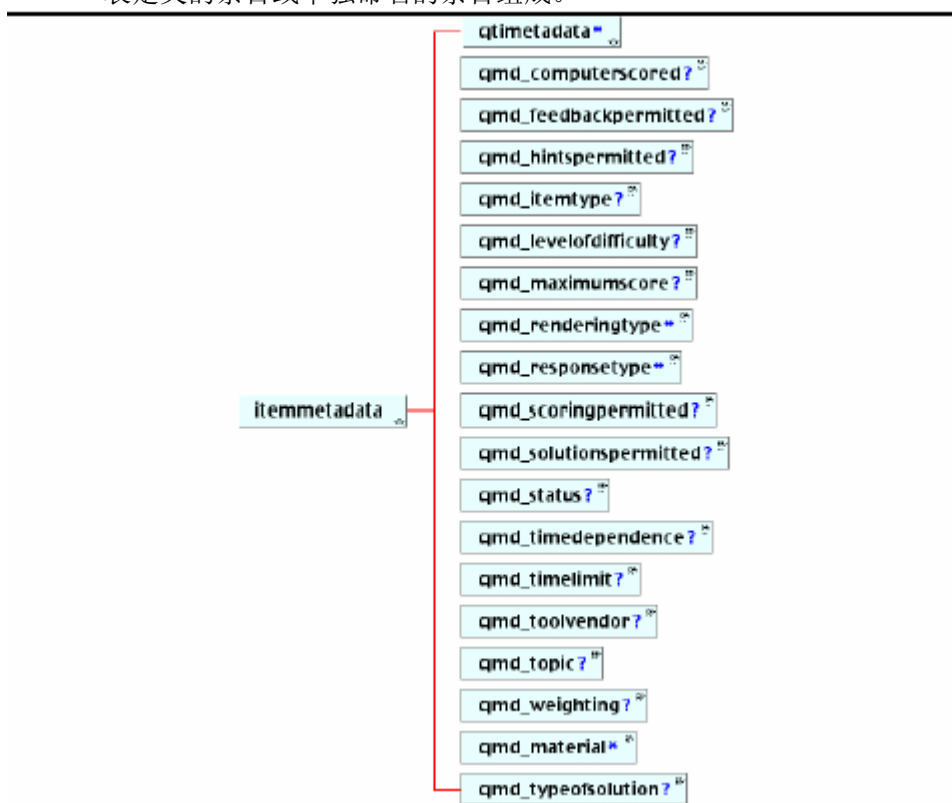 qtimetadata*
qmd_computerscored?
qmd_feedbackpermitted?
qmd_hintspermitted?
qmd_itemtype?
qmd_levelofdifficulty?
qmd_maximumscore?
qmd_renderingtype*
qmd_responsetype*
itemmetadata
qmd_scoringpermitted?
qmd_solutionspermitted?
qmd_status?
qmd_timedependence?
qmd_timelimit?
qmd_toolvendor?
qmd_topic?
qmd_weighting?
qmd_material*
qmd_typeofsolution?